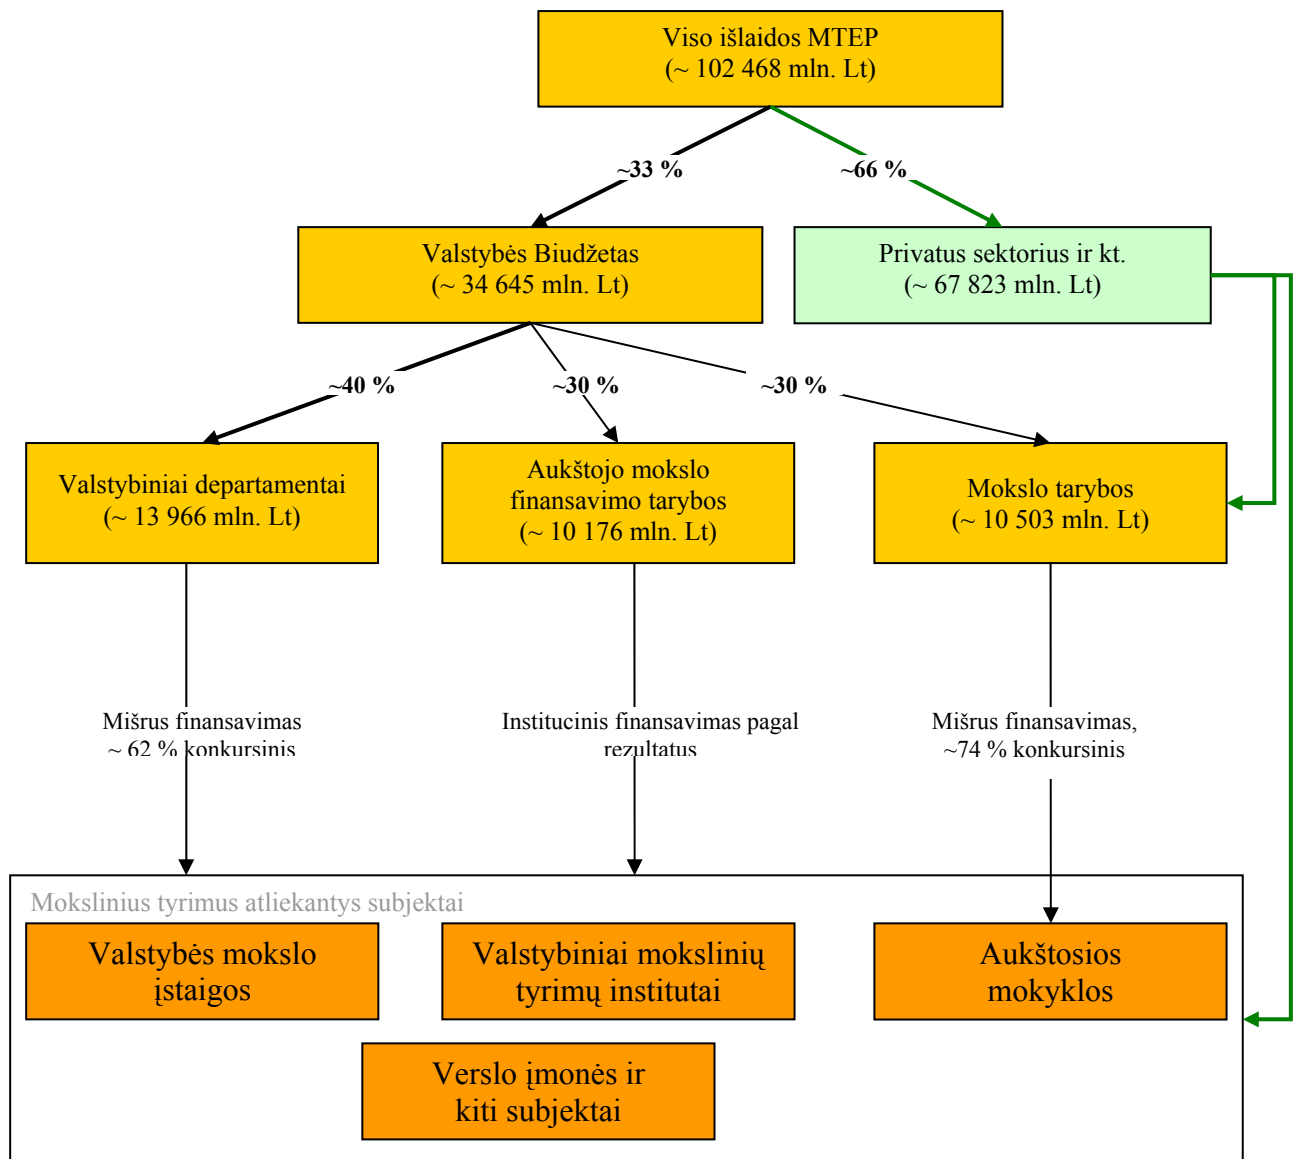 Viso išlaidos MTEP
(~ 102 468 mln. Lt)
~33 %
~66 %
Valstybės Biudžetas
(~ 34 645 mln. Lt)
Privatus sektorius ir kt.
(~ 67 823 mln. Lt)
~40 %
~30 %
~30 %
Valstybiniai departamentai
(~ 13 966 mln. Lt)
Aukštojo mokslo
finansavimo tarybos
(~ 10 176 mln. Lt)
Mokslo tarybos
(~ 10 503 mln. Lt)
Mišrus finansavimas
~ 62 % konkursinis
Institucinis finansavimas pagal
rezultatus
Mišrus finansavimas,
~74 % konkursinis
Mokslinius tyrimus atliekantys subjektai
Valstybės mokslo
įstaigos
Valstybiniai mokslinių
tyrimų institutai
Aukštosios
mokyklos
Verslo įmonės ir
kiti subjektai